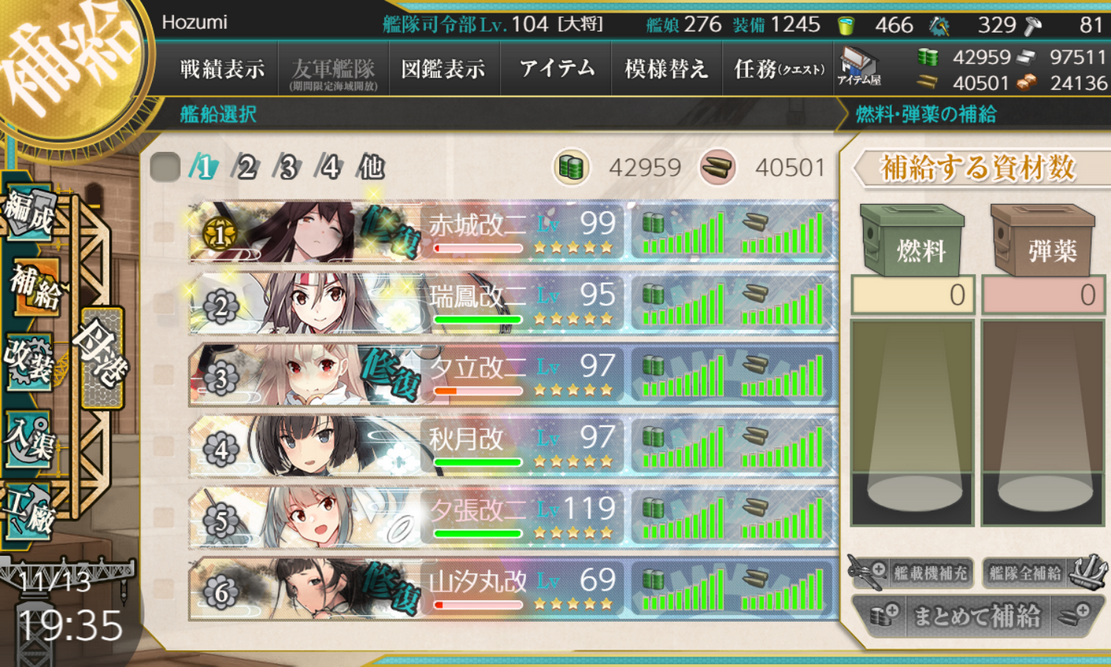 補給
Hozumi
艦隊司令部Lv.104 [大将]
艦娘276 装備1245 466 329 81
戦績表示
友軍艦隊
(期間限定海域開放)
図鑑表示
アイテム
模様替え
任務(クエスト)
アイテム屋
42959 97511
40501 24136
艦船選択
燃料・弾薬の補給
1 2 3 4 他
42959 40501
補給する資材数
燃料 弾薬
0 0
1 修復 赤城改二 Lv 99
2 瑞鳳改二 Lv 95
3 修復 夕立改二 Lv 97
4 秋月改 Lv 97
5 夕張改二 Lv 119
6 修復 山汐丸改 Lv 69
編成
補給
改装
入渠
工廠
母港
11/13
19:35
艦載機補充 艦隊全補給
まとめて補給